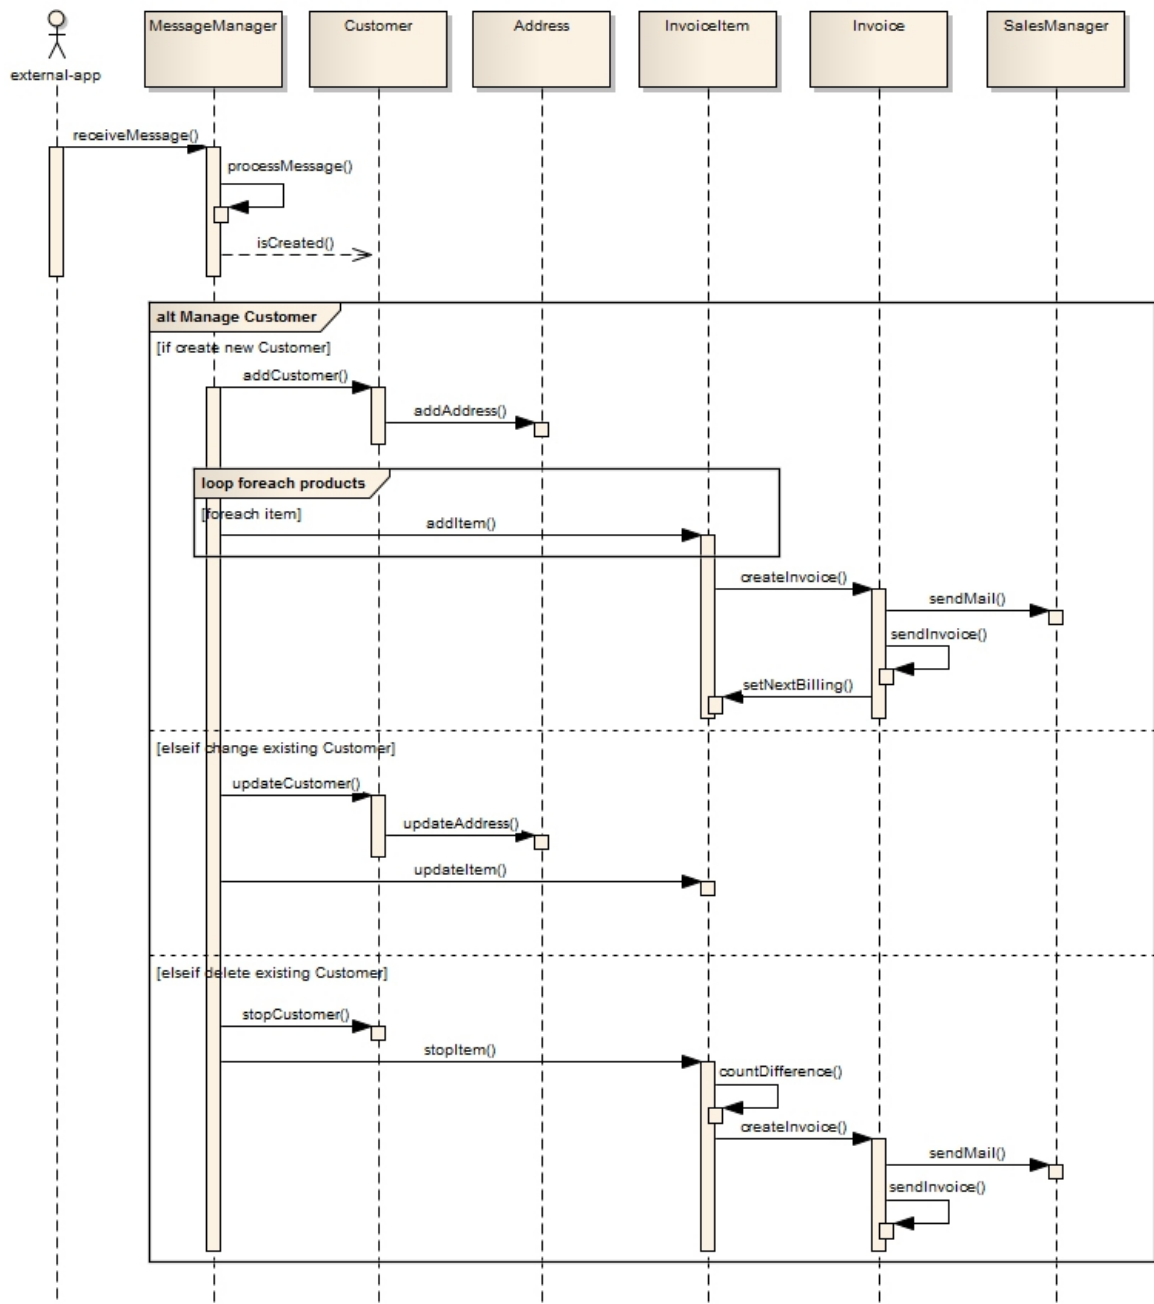 MessageManager
Customer
Address
InvoiceItem
Invoice
SalesManager
external-app
receiveMessage()
processMessage()
isCreated()
alt Manage Customer
[if create new Customer]
addCustomer()
addAddress()
loop foreach products
[foreach item]
addItem()
createInvoice()
sendMail()
sendInvoice()
setNextBilling()
[elseif change existing Customer]
updateCustomer()
updateAddress()
updateItem()
[elseif delete existing Customer]
stopCustomer()
stopItem()
countDifference()
createInvoice()
sendMail()
sendInvoice()